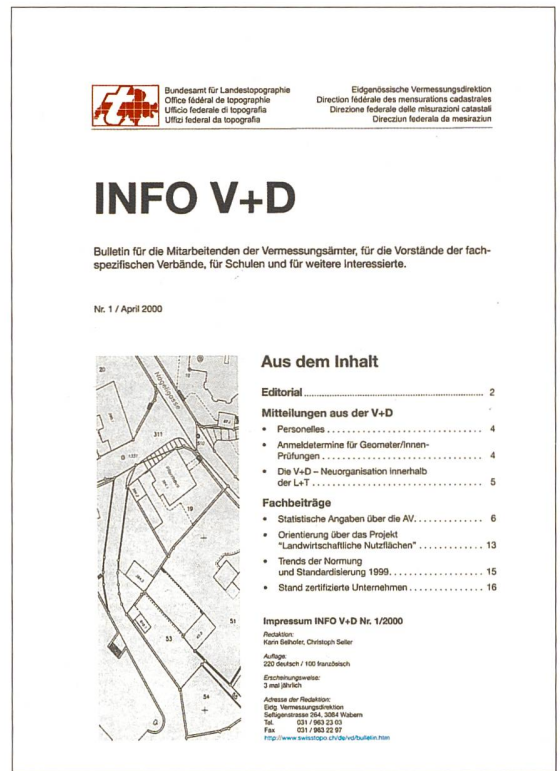 Bundesamt für Landestopographie
Office fédéral de topographie
Ufficio federale di topografia
Uffizi federal da topografia
Eidgenössische Vermessungsdirektion
Direction fédérale des mensurations cadastrales
Direzione federale delle misurazioni catastali
Direcziun federala da mesiraziun
INFO V+D
Bulletin für die Mitarbeitenden der Vermessungsämter, für die Vorstände der fach-
spezifischen Verbände, für Schulen und für weitere Interessierte.
Nr. 1 / April 2000
Nägeligasse
311
19
53
51
54
Aus dem Inhalt
Editorial 2
Mitteilungen aus der V+D
• Personelles 4
• Anmeldetermine für Geometer/Innen-
Prüfungen 4
• Die V+D – Neuorganisation innerhalb
der L+T 5
Fachbeiträge
• Statistische Angaben über die AV 6
• Orientierung über das Projekt
"Landwirtschaftliche Nutzflächen" 13
• Trends der Normung
und Standardisierung 1999 15
• Stand zertifizierte Unternehmen 16
Impressum INFO V+D Nr. 1/2000
Redaktion:
Karin Selhofer, Christoph Seiler
Auflage:
220 deutsch / 100 französisch
Erscheinungsweise:
3 mal jährlich
Adresse der Redaktion:
Eidg. Vermessungsdirektion
Seftigenstrasse 264, 3084 Wabern
Tel. 031 / 963 23 03
Fax 031 / 963 22 97
http://www.swisstopo.ch/de/vd/bulletin.htm